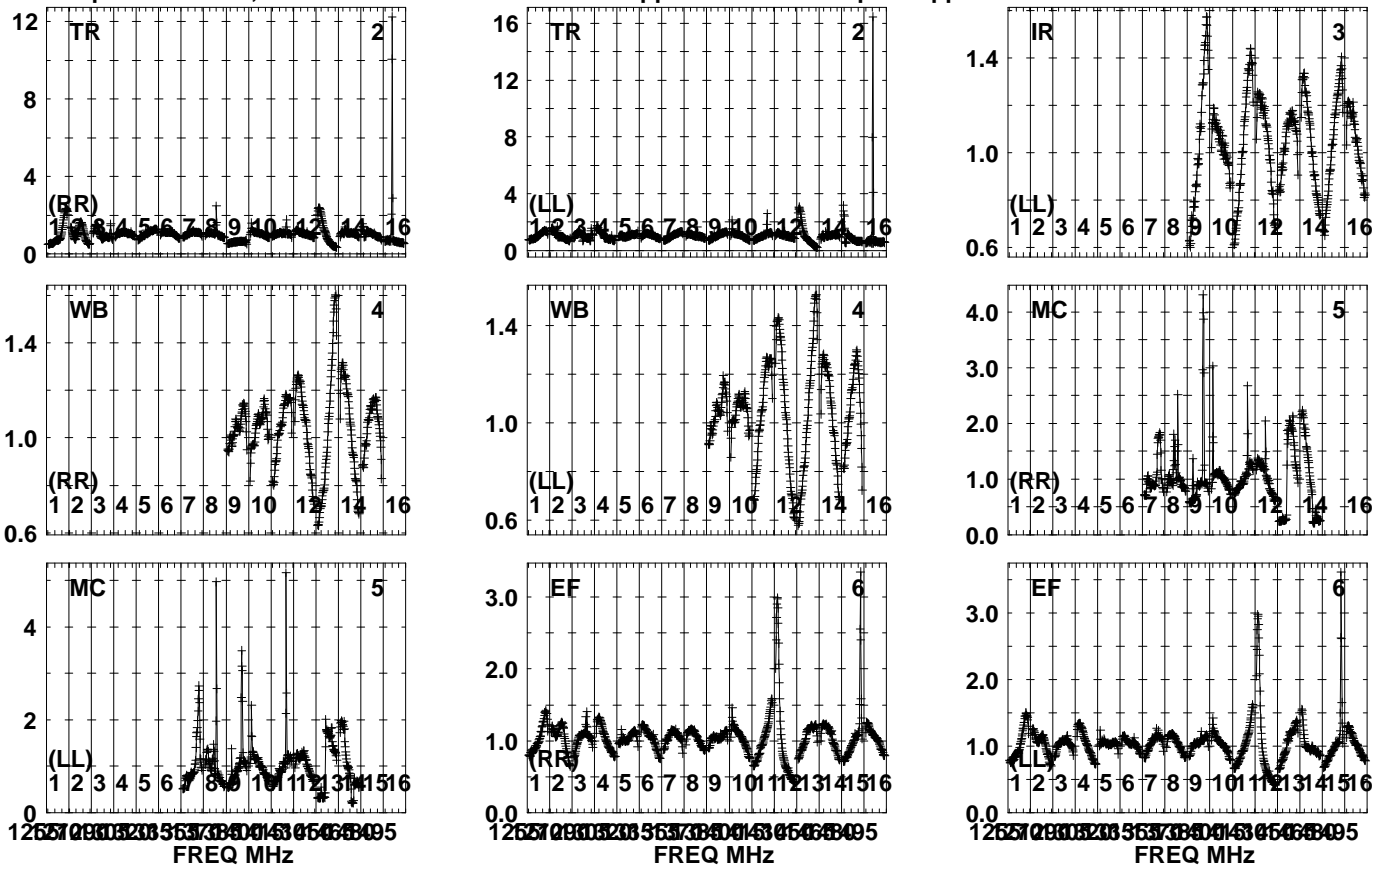 12 TR 2
8
4
(RR)
1 2 3 4 5 6 7 8 9 10 12 14 16
0
16 TR 2
12
8
4
(LL)
1 2 3 4 5 6 7 8 9 10 12 14 16
0
IR 3
1.4
1.0
(LL)
1 2 3 4 5 6 7 8 9 10 12 14 16
0.6
WB 4
1.4
1.0
(RR)
1 2 3 4 5 6 7 8 9 10 12 14 16
0.6
WB 4
1.4
1.0
(LL)
1 2 3 4 5 6 7 8 9 10 12 14 16
0.6
MC 5
4.0
3.0
2.0
1.0
(RR)
1 2 3 4 5 6 7 8 9 10 12 14 16
0.0
MC 5
4
2
(LL)
1 2 3 4 5 6 7 8 9 10 11 12 13 14 15 16
0
FREQ MHz
EF 6
3.0
2.0
1.0
(RR)
1 2 3 4 5 6 7 8 9 10 11 12 13 14 15 16
0.0
FREQ MHz
EF 6
3.0
2.0
1.0
(LL)
1 2 3 4 5 6 7 8 9 10 11 12 13 14 15 16
0.0
FREQ MHz